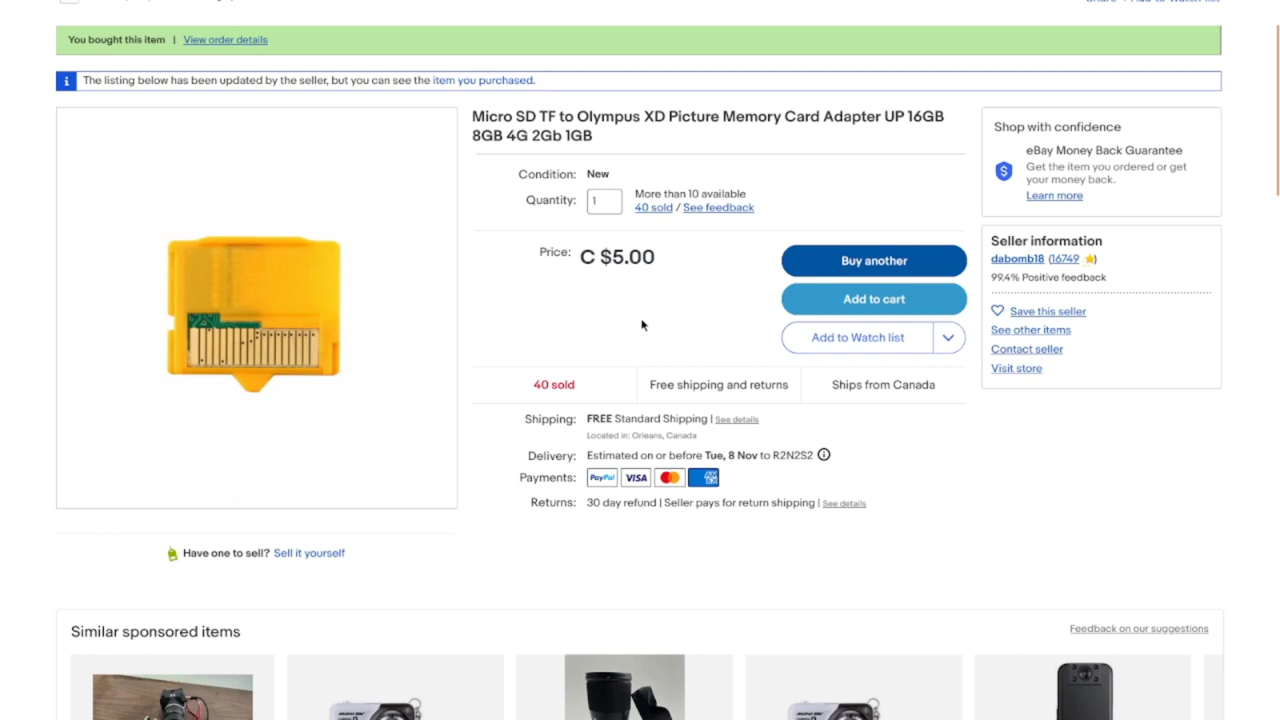 You bought this item | View order details
i The listing below has been updated by the seller, but you can see the item you purchased.
Micro SD TF to Olympus XD Picture Memory Card Adapter UP 16GB
8GB 4G 2Gb 1GB
Condition: New
Quantity: 1
More than 10 available
40 sold / See feedback
Price: C $5.00
Buy another
Add to cart
Add to Watch list
40 sold
Free shipping and returns
Ships from Canada
Shipping: FREE Standard Shipping | See details
Located in: Orleans, Canada
Delivery: Estimated on or before Tue, 8 Nov to R2N2S2
Payments: PayPal VISA
Returns: 30 day refund | Seller pays for return shipping | See details
Have one to sell? Sell it yourself
Shop with confidence
eBay Money Back Guarantee
Get the item you ordered or get
your money back.
Learn more
Seller information
dabomb18 (16749)
99.4% Positive feedback
Save this seller
See other items
Contact seller
Visit store
Similar sponsored items
Feedback on our suggestions